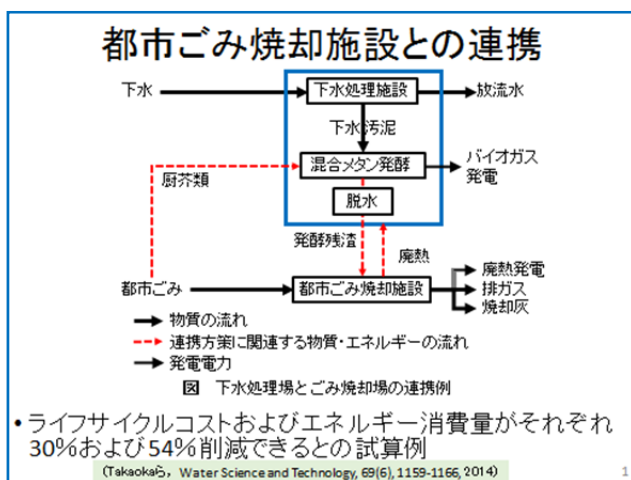 都市ごみ焼却施設との連携
下水
下水処理施設
放流水
下水汚泥
混合メタン発酵
バイオガス
発電
厨芥類
脱水
発酵残渣
廃熱
都市ごみ
都市ごみ焼却施設
廃熱発電
排ガス
焼却灰
物質の流れ
連携方策に関連する物質・エネルギーの流れ
発電電力
図 下水処理場とごみ焼却場の連携例
•ライフサイクルコストおよびエネルギー消費量がそれぞれ
30%および54%削減できるとの試算例
(Takaokaら, Water Science and Technology, 69(6), 1159-1166, 2014)
1